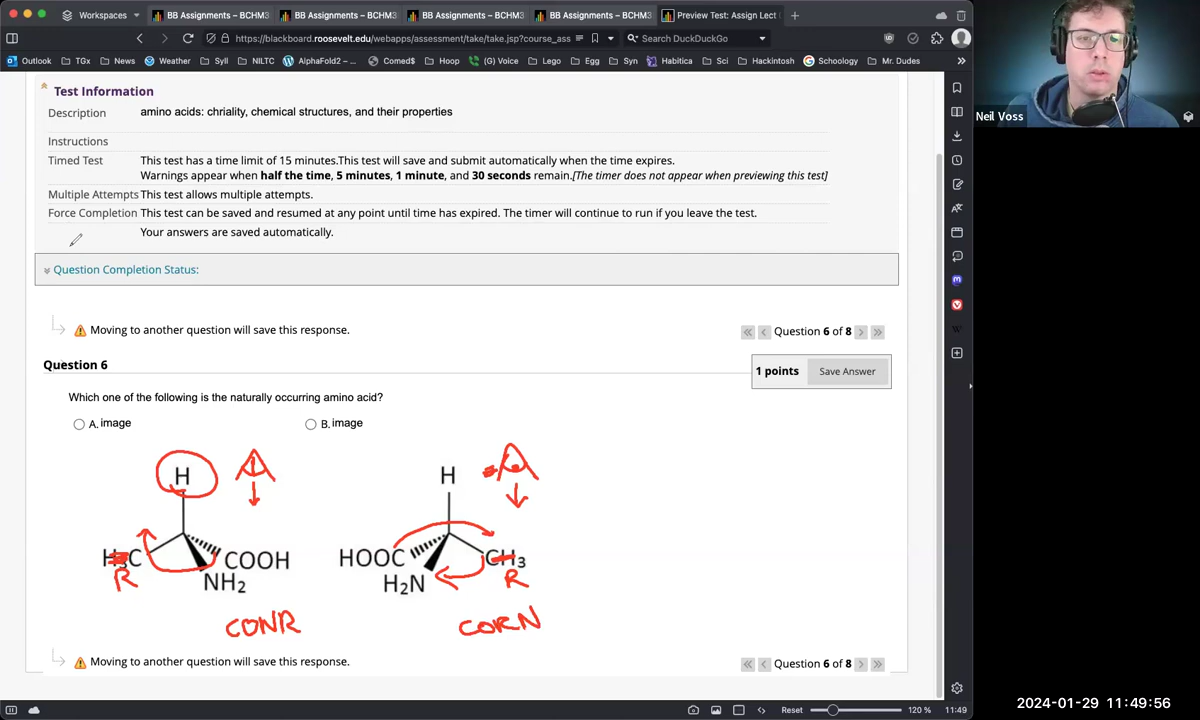 Workspaces
BB Assignments – BCHM3
BB Assignments – BCHM3
BB Assignments – BCHM3
BB Assignments – BCHM3
Preview Test: Assign Lect
https://blackboard.roosevelt.edu/webapps/assessment/take/take.jsp?course_ass
Search DuckDuckGo
Outlook TGx News Weather Syll NILTC AlphaFold2 – ... Comed$ Hoop (G) Voice Lego Egg Syn Habitica Sci Hackintosh Schoology Mr. Dudes
Neil Voss
Test Information
Description amino acids: chriality, chemical structures, and their properties
Instructions
Timed Test This test has a time limit of 15 minutes.This test will save and submit automatically when the time expires.
Warnings appear when half the time, 5 minutes, 1 minute, and 30 seconds remain.[The timer does not appear when previewing this test]
Multiple Attempts This test allows multiple attempts.
Force Completion This test can be saved and resumed at any point until time has expired. The timer will continue to run if you leave the test.
Your answers are saved automatically.
Question Completion Status:
Moving to another question will save this response.
Question 6 of 8
Question 6
1 points
Save Answer
Which one of the following is the naturally occurring amino acid?
A. image
B. image
H
H
H₃C
COOH
NH₂
R
HOOC
CH₃
H₂N
R
CONR
CORN
Moving to another question will save this response.
Question 6 of 8
Reset
120 %
11:49
2024-01-29 11:49:56